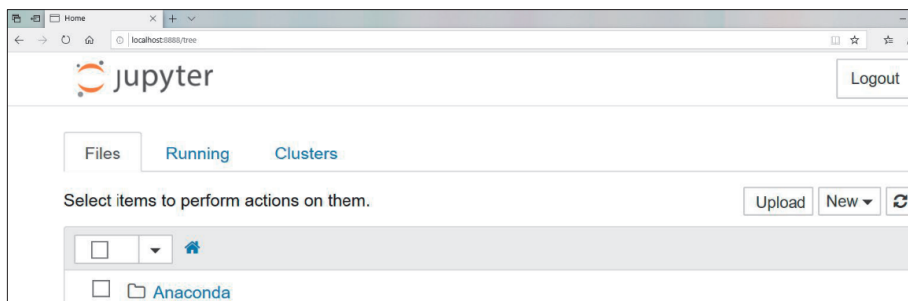 Home
localhost:8888/tree
jupyter
Logout
Files Running Clusters
Select items to perform actions on them.
Upload New
Anaconda